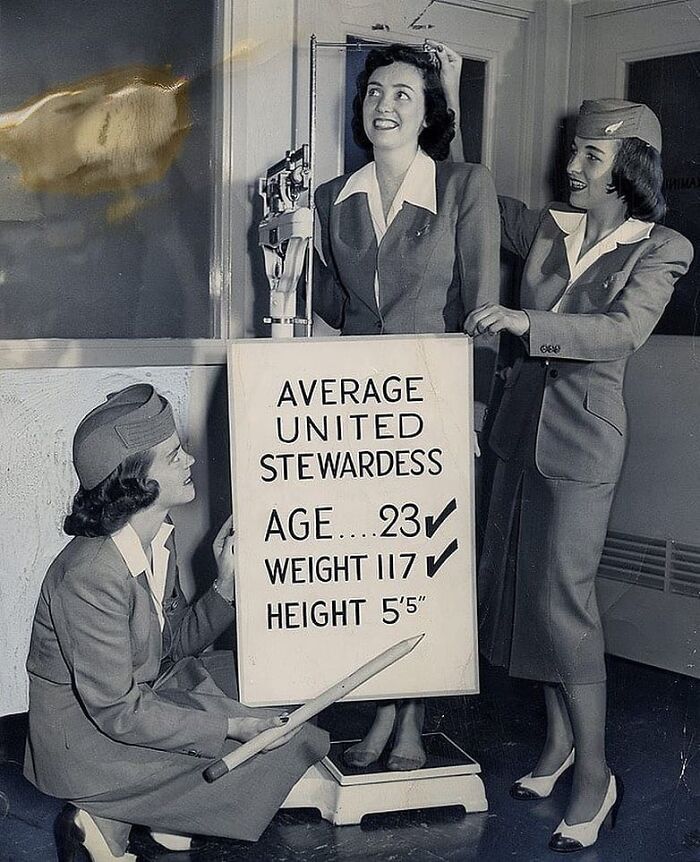 AVERAGE
UNITED
STEWARDESS
AGE....23✓
WEIGHT 117✓
HEIGHT 5'5"